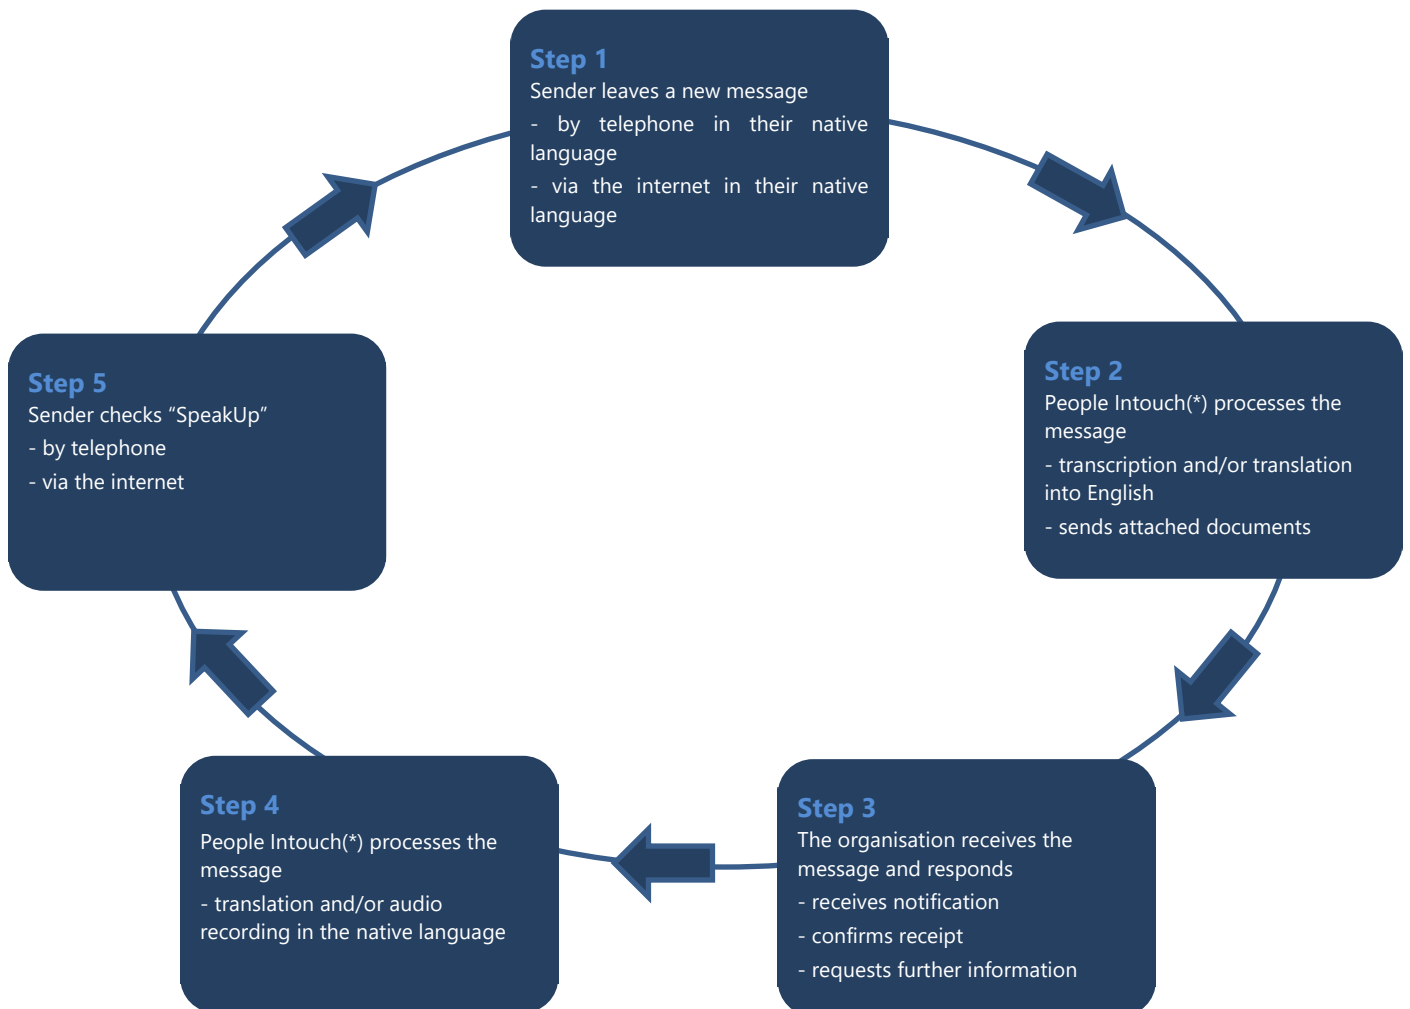 Step 1
Sender leaves a new message
- by telephone in their native
language
- via the internet in their native
language
Step 2
People Intouch(*) processes the
message
- transcription and/or translation
into English
- sends attached documents
Step 3
The organisation receives the
message and responds
- receives notification
- confirms receipt
- requests further information
Step 4
People Intouch(*) processes the
message
- translation and/or audio
recording in the native language
Step 5
Sender checks “SpeakUp”
- by telephone
- via the internet